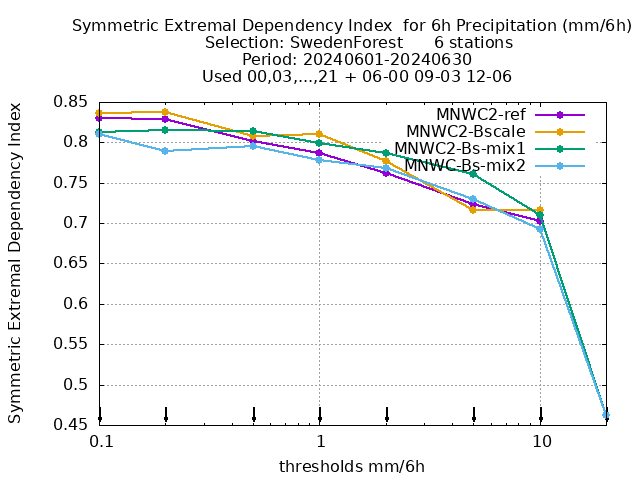 Symmetric Extremal Dependency Index  for 6h Precipitation (mm/6h)
Selection: SwedenForest      6 stations
Period: 20240601-20240630
Used 00,03,...,21 + 06-00 09-03 12-06
Symmetric Extremal Dependency Index
0.85
0.8
0.75
0.7
0.65
0.6
0.55
0.5
0.45
MNWC2-ref
MNWC2-Bscale
MNWC2-Bs-mix1
MNWC-Bs-mix2
0.1
1
10
thresholds mm/6h